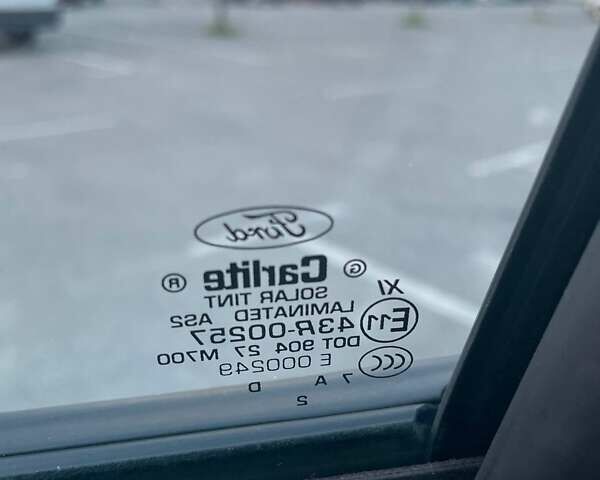 Ford
G Carlite R
SOLAR TINT
XI
LAMINATED AS2
E11 43R-00257
DOT 904 27 M700
CCC E 000249
7 A D
2